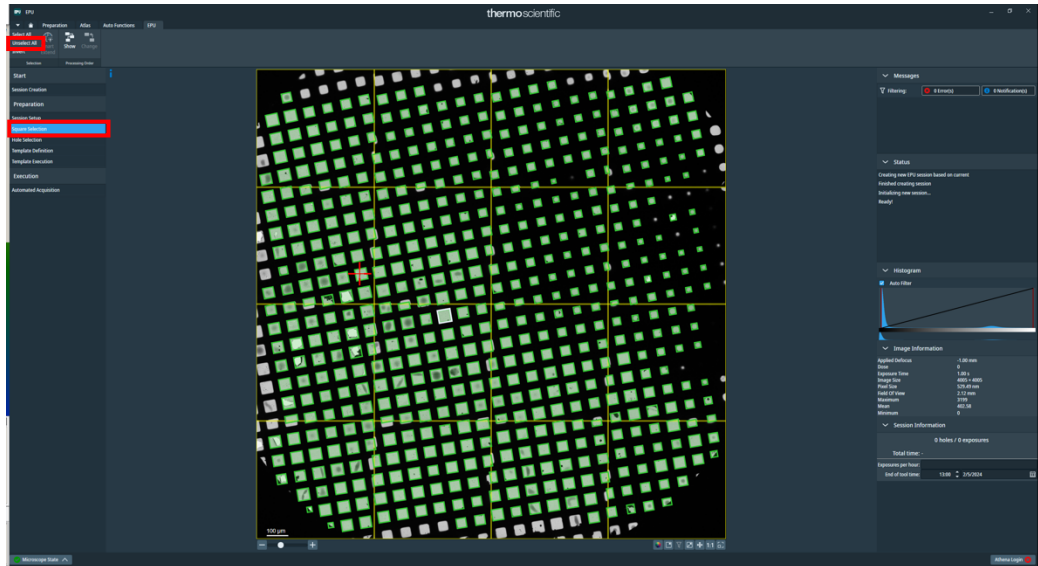 EPU
thermoscientific
Preparation Atlas Auto Functions EPU
Select All
Unselect All
Show Change
Selection Processing Order
Start
Session Creation
Preparation
Session Setup
Square Selection
Hole Selection
Template Definition
Template Execution
Execution
Automated Acquisition
100 μm
1:1
Messages
Filtering: 0 Error(s) 0 Notification(s)
Status
Creating new EPU session based on current
Finished creating session
Initialising new session...
Ready!
Histogram
Auto Filter
Image Information
Applied Defocus -1.00 mm
Dose 0
Exposure Time 1.00 s
Image Size 4005 × 4005
Pixel Size 529.49 nm
Field Of View 2.12 mm
Maximum 3199
Mean 402.58
Minimum 0
Session Information
0 holes / 0 exposures
Total time: -
Exposures per hour:
End of tool time: 13:00 2/5/2024
Microscope State
Athena Login